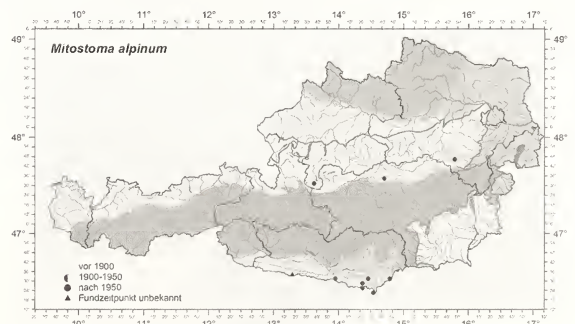 10° 11° 12° 13° 14° 15° 16° 17°
Mitostoma alpinum
49° 49°
48° 48°
47° 47°
vor 1900
1900-1950
nach 1950
Fundzeitpunkt unbekannt
10° 11° 12° 13° 14° 15° 16° 17°